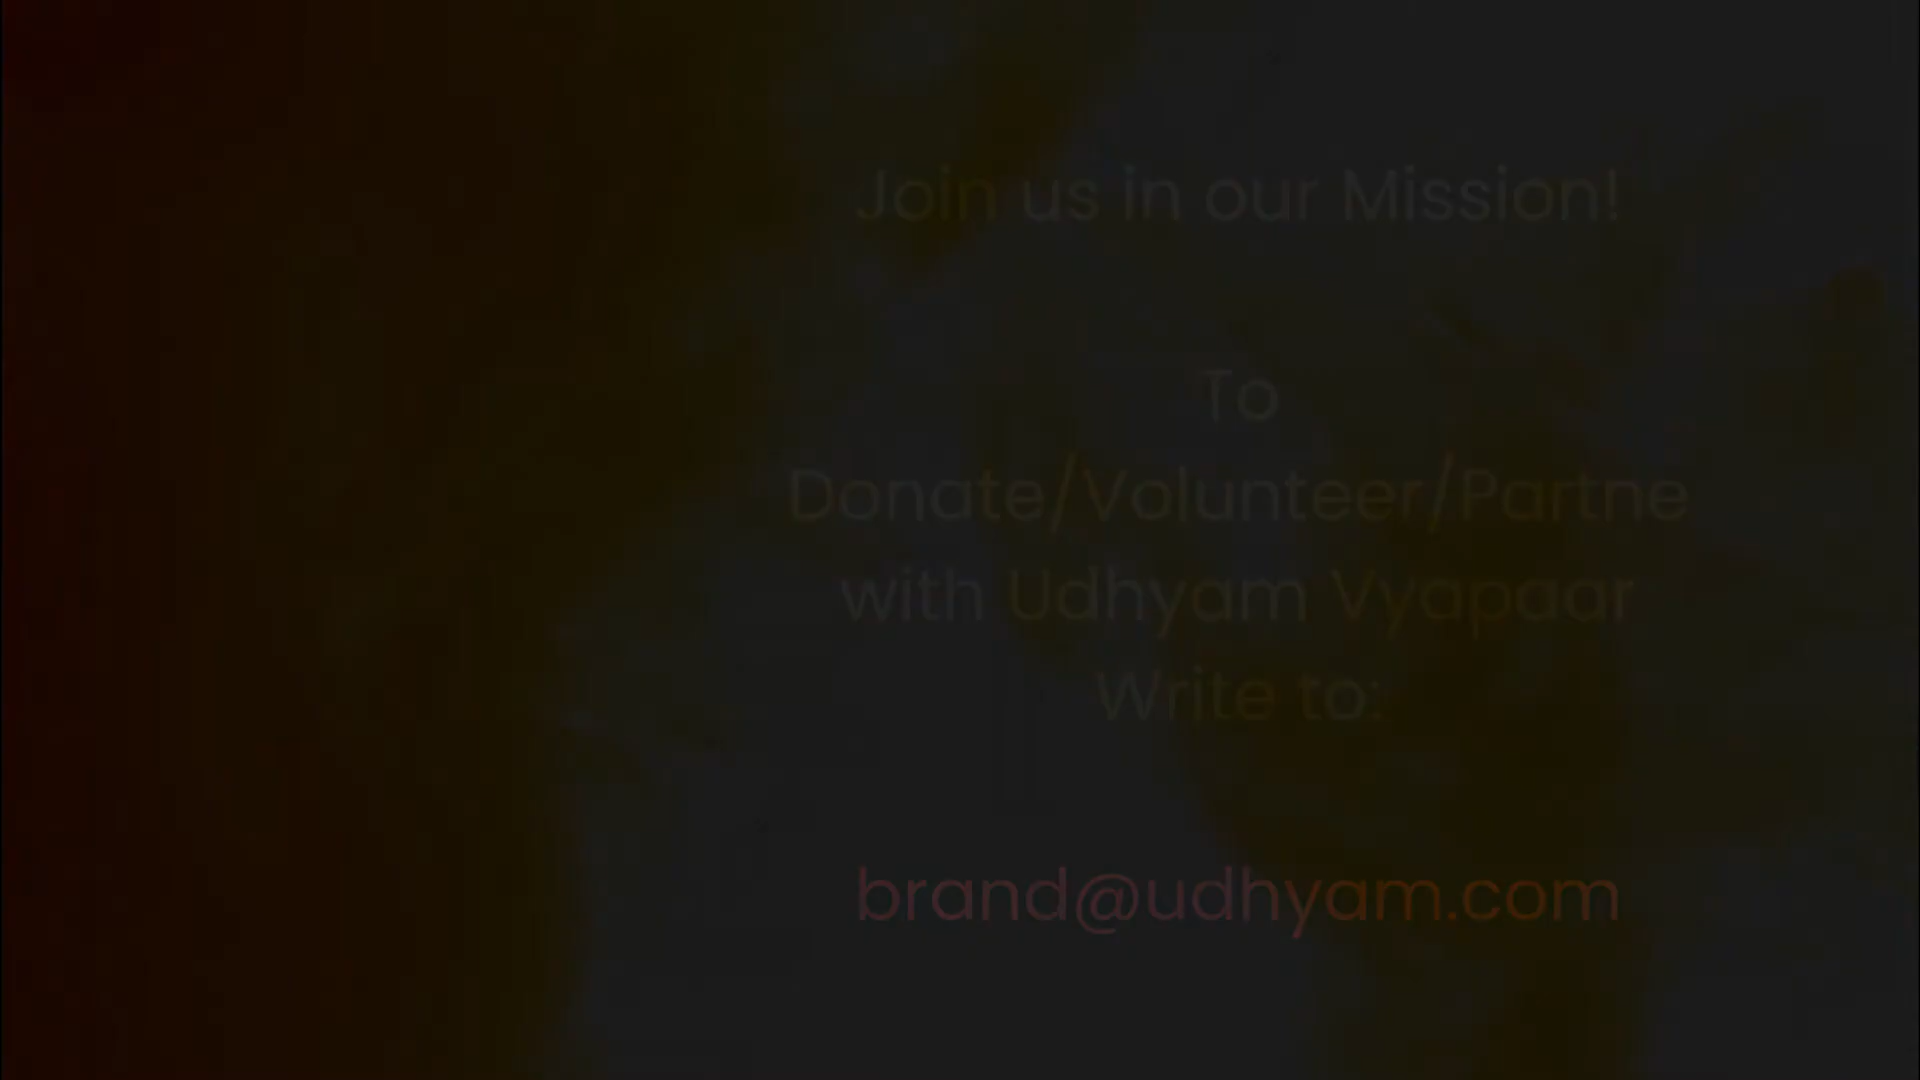 Join us in our Mission!
To
Donate/Volunteer/Partne
with Udhyam Vyapaar
Write to:
brand@udhyam.com